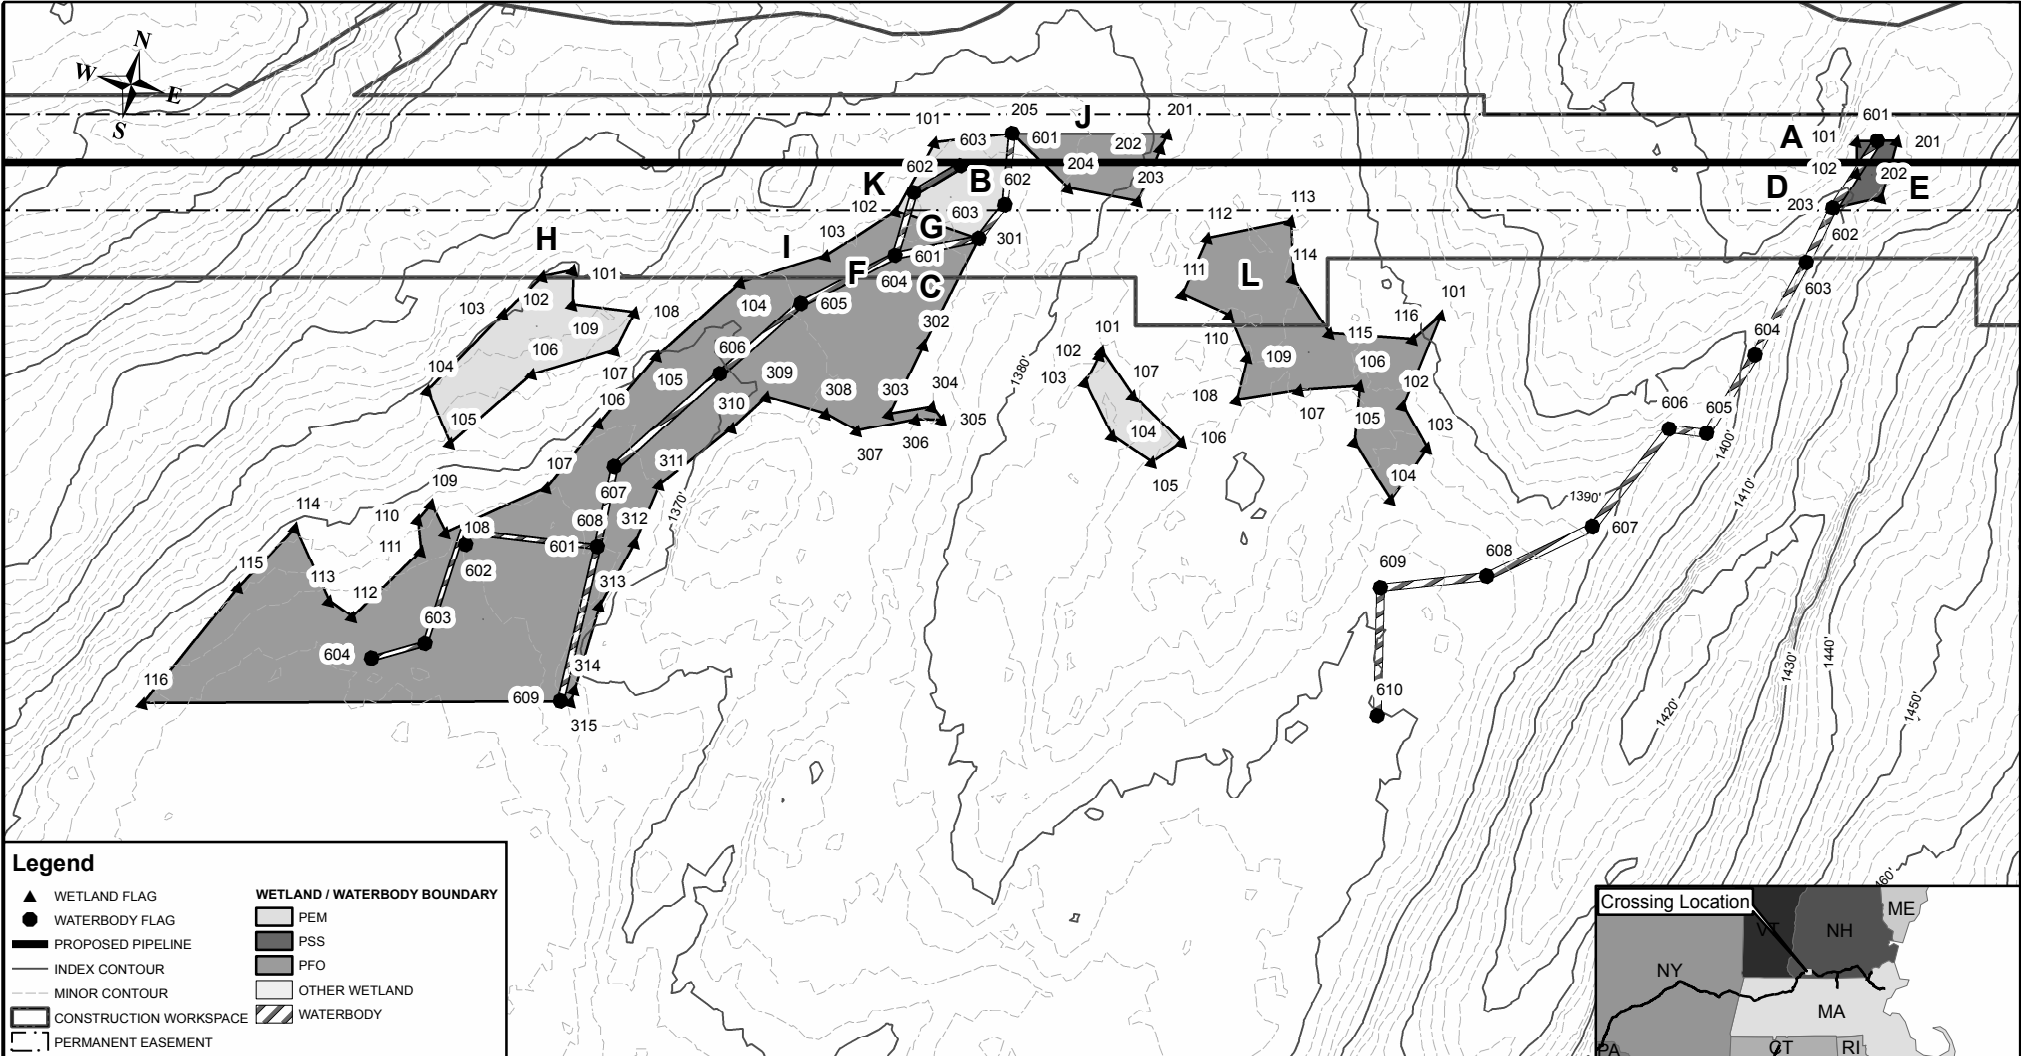 N
W
E
S
205
J
201
601
101
603
601
202
A
101
201
602
204
K
B
602
203
102
202
D
E
102
603
G
301
203
113
103
601
112
602
H
I
F
604
C
114
101
111
L
603
103
102
104
605
108
302
101
116
101
109
110
115
604
104
106
606
102
109
106
103
107
107
105
309
303
304
1380'
308
108
107
102
606
605
105
106
310
305
105
103
104
106
306
307
1400'
107
311
105
104
109
607
1370'
1390'
1410'
114
110
108
608
312
607
111
601
608
115
602
609
113
313
112
603
1440'
604
314
1430'
116
609
610
1420'
1450'
315
460'
Legend
WETLAND FLAG
WATERBODY FLAG
PROPOSED PIPELINE
INDEX CONTOUR
MINOR CONTOUR
CONSTRUCTION WORKSPACE
PERMANENT EASEMENT
WETLAND / WATERBODY BOUNDARY
PEM
PSS
PFO
OTHER WETLAND
WATERBODY
Crossing Location
VT
NH
ME
NY
MA
PA
CT
RI